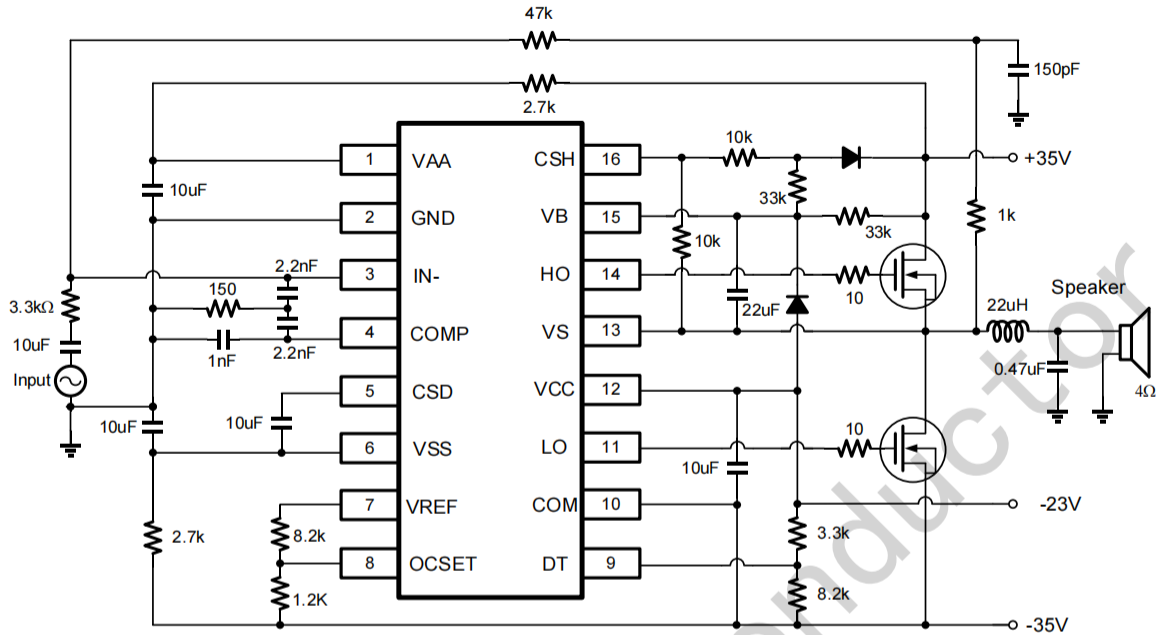 47k
150pF
2.7k
10k
+35V
1 VAA CSH 16
10uF
33k
1k
2 GND VB 15
33k
10k
2.2nF
3 IN- HO 14
10
Speaker
150
3.3kΩ
22uF
22uH
4 COMP VS 13
10uF
1nF
2.2nF
0.47uF
Input
5 CSD VCC 12
4Ω
10uF
10uF
10
6 VSS LO 11
10uF
7 VREF COM 10
-23V
2.7k
8.2k
3.3k
8 OCSET DT 9
1.2K
8.2k
-35V
nductor